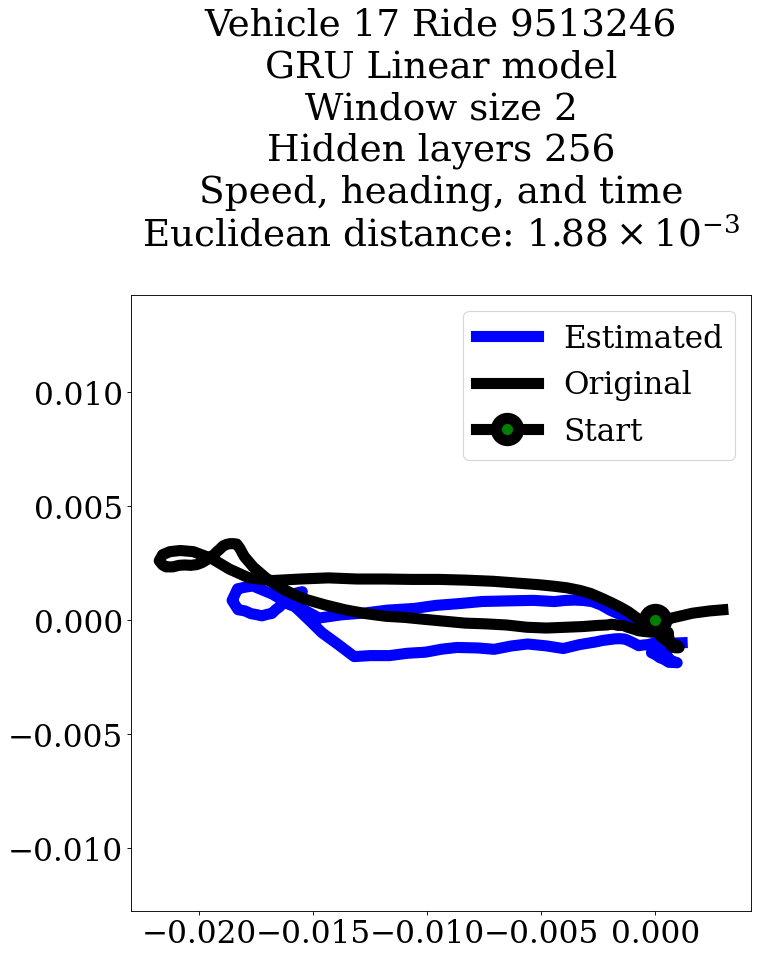 Vehicle 17 Ride 9513246
GRU Linear model
Window size 2
Hidden layers 256
Speed, heading, and time
Euclidean distance: 1.88 × 10⁻³
Estimated
Original
Start
0.010
0.005
0.000
−0.005
−0.010
−0.020 −0.015 −0.010 −0.005 0.000